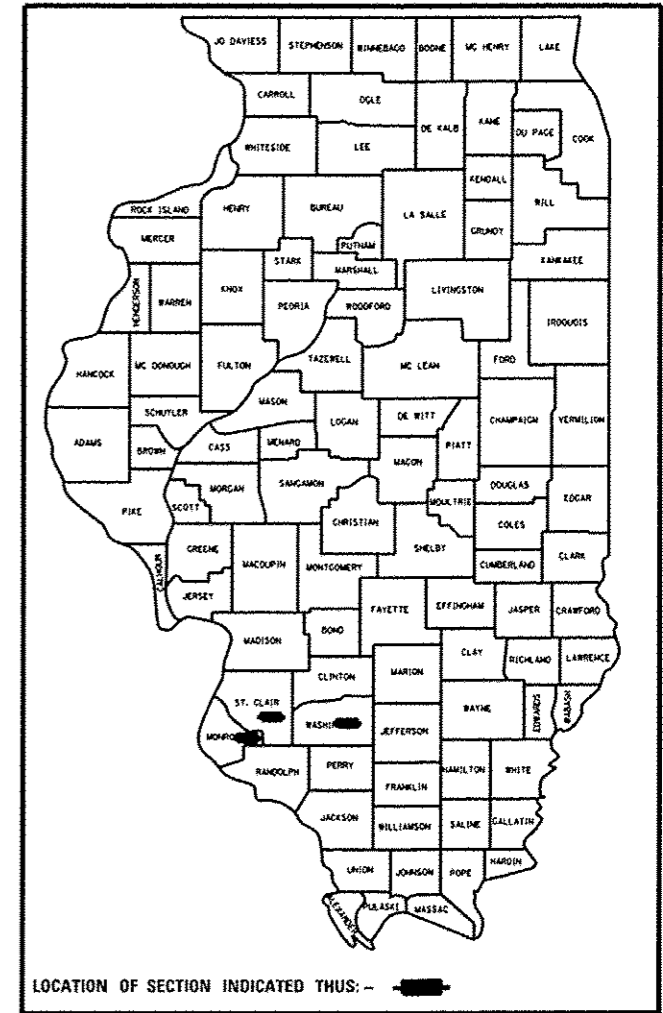 JO DAVIESS STEPHENSON WINNEBAGO BOONE MC HENRY LAKE
CARROLL OGLE DE KALB KANE DU PAGE COOK
WHITESIDE LEE
KENDALL WILL
ROCK ISLAND HENRY BUREAU LA SALLE GRUNDY
MERCER PUTNAM KANKAKEE
STARK MARSHALL
HENDERSON WARREN KNOX PEORIA WOODFORD LIVINGSTON IROQUOIS
HANCOCK MC DONOUGH FULTON TAZEWELL MC LEAN FORD
SCHUYLER MASON LOGAN DE WITT CHAMPAIGN VERMILION
ADAMS BROWN CASS MENARD MACON PIATT
MORGAN SANGAMON MOULTRIE DOUGLAS EDGAR
PIKE SCOTT CHRISTIAN COLES
GREENE MACOUPIN MONTGOMERY SHELBY CUMBERLAND CLARK
CALHOUN JERSEY FAYETTE EFFINGHAM JASPER CRAWFORD
MADISON BOND
CLINTON MARION CLAY RICHLAND LAWRENCE
ST. CLAIR WAYNE EDWARDS WABASH
MONRO WASHI JEFFERSON
RANDOLPH PERRY HAMILTON WHITE
FRANKLIN
JACKSON WILLIAMSON SALINE GALLATIN
UNION JOHNSON POPE HARDIN
ALEXANDER PULASKI MASSAC
LOCATION OF SECTION INDICATED THUS: -